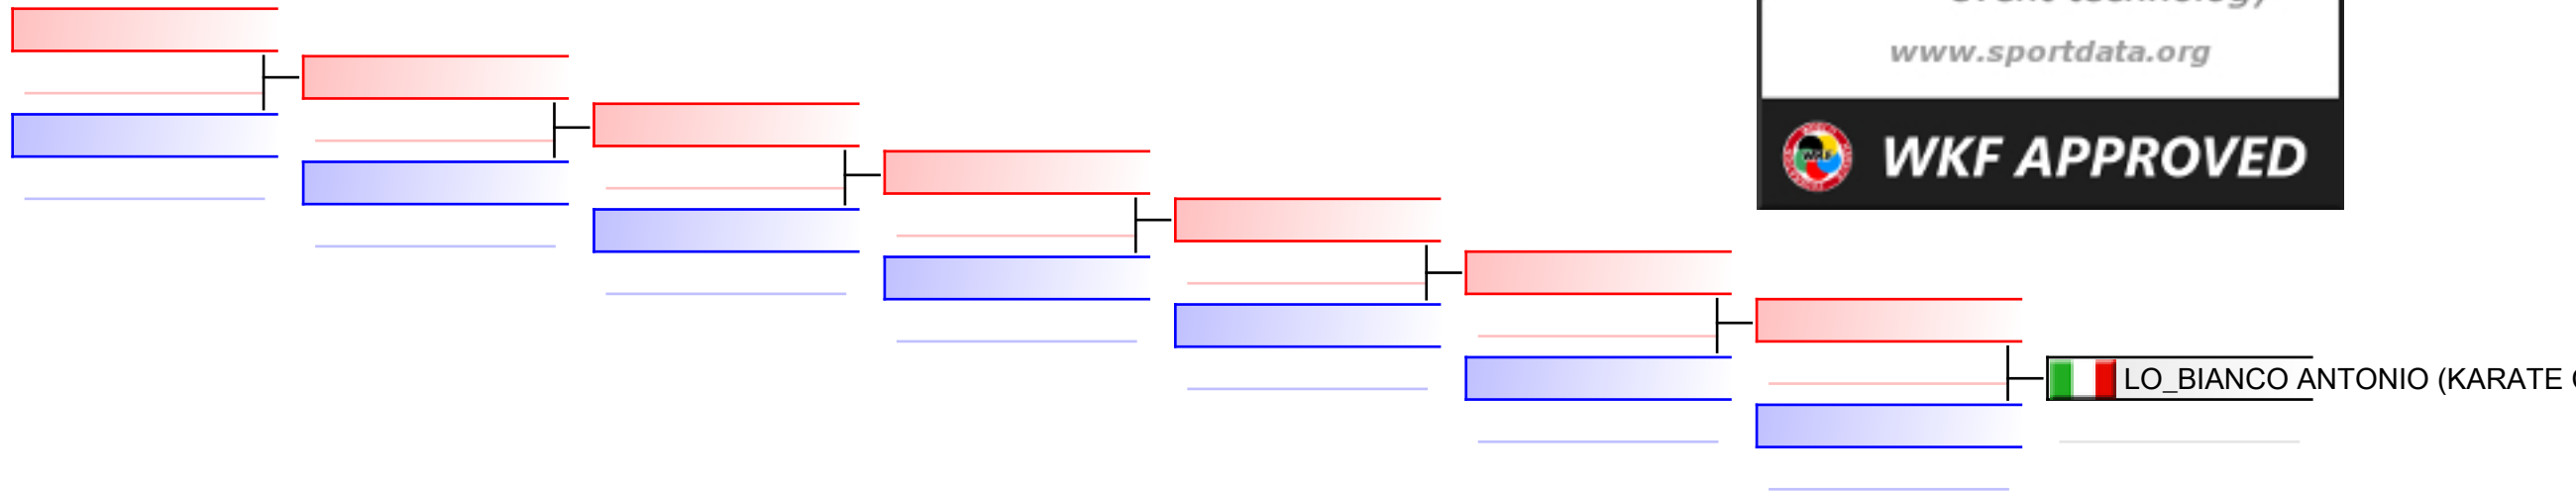 www.sportdata.org
WKF APPROVED
LO_BIANCO ANTONIO (KARATE